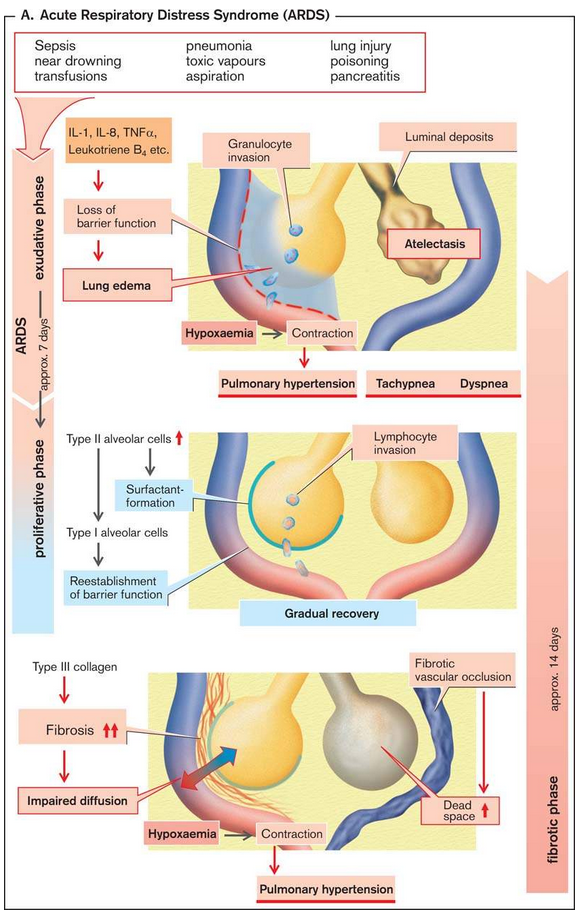 A. Acute Respiratory Distress Syndrome (ARDS)
Sepsis
near drowning
transfusions
pneumonia
toxic vapours
aspiration
lung injury
poisoning
pancreatitis
ARDS
exudative phase
approx. 7 days
IL-1, IL-8, TNFα,
Leukotriene B4 etc.
Loss of
barrier function
Lung edema
Granulocyte
invasion
Luminal deposits
Atelectasis
Hypoxaemia
Contraction
Pulmonary hypertension
Tachypnea Dyspnea
proliferative phase
Type II alveolar cells
Surfactant-
formation
Type I alveolar cells
Reestablishment
of barrier function
Lymphocyte
invasion
Gradual recovery
approx. 14 days
fibrotic phase
Type III collagen
Fibrosis
Impaired diffusion
Fibrotic
vascular occlusion
Dead
space
Hypoxaemia
Contraction
Pulmonary hypertension